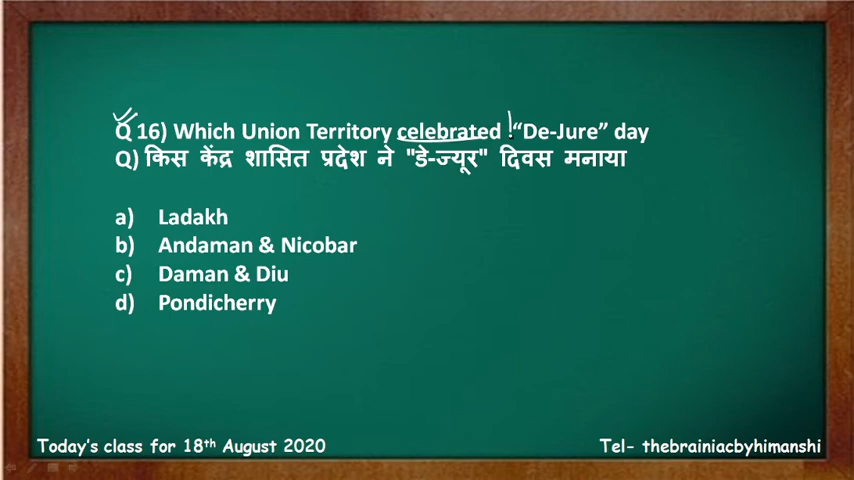 Q 16) Which Union Territory celebrated "De-Jure" day
Q) किस केंद्र शासित प्रदेश ने "डे-ज्यूर" दिवस मनाया
a) Ladakh
b) Andaman & Nicobar
c) Daman & Diu
d) Pondicherry
Today's class for 18th August 2020
Tel- thebrainiacbyhimanshi